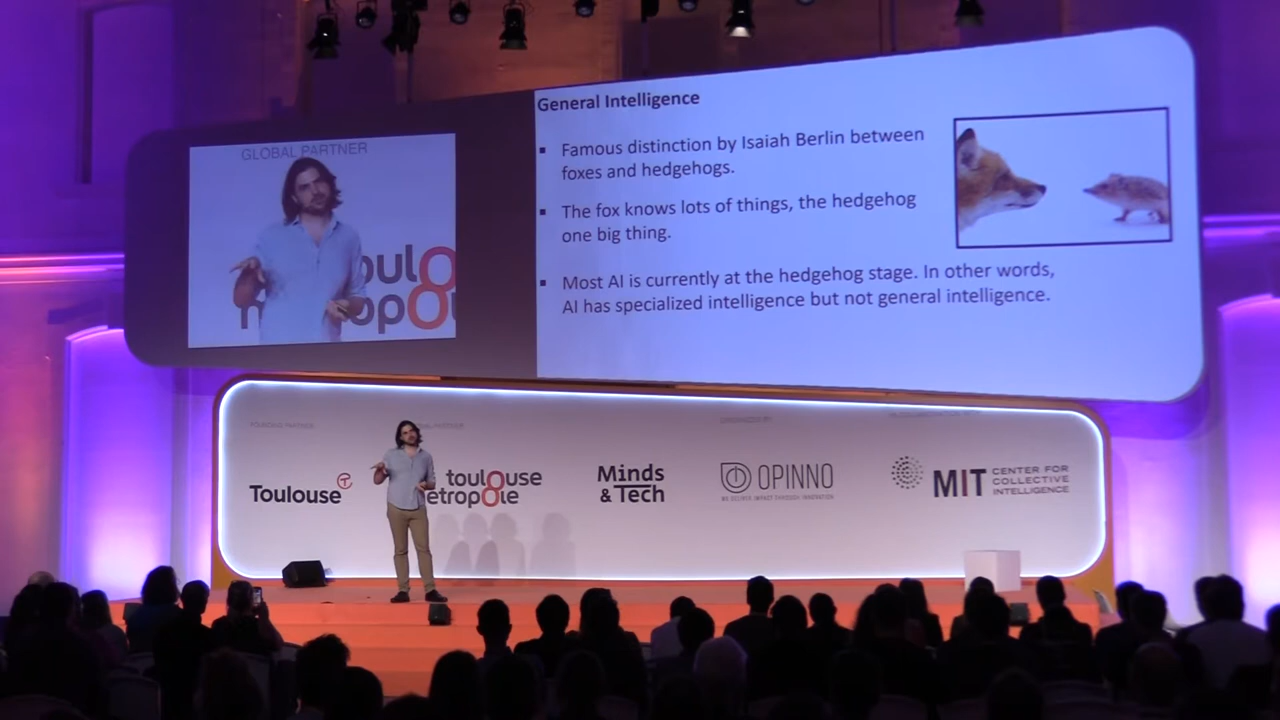 GLOBAL PARTNER
General Intelligence
▪ Famous distinction by Isaiah Berlin between
foxes and hedgehogs.
▪ The fox knows lots of things, the hedgehog
one big thing.
▪ Most AI is currently at the hedgehog stage. In other words,
AI has specialized intelligence but not general intelligence.
oul8use
opole
Toulouse
toulouse
etropole
Minds
& Tech
OPINNO
MIT
CENTER FOR
COLLECTIVE
INTELLIGENCE